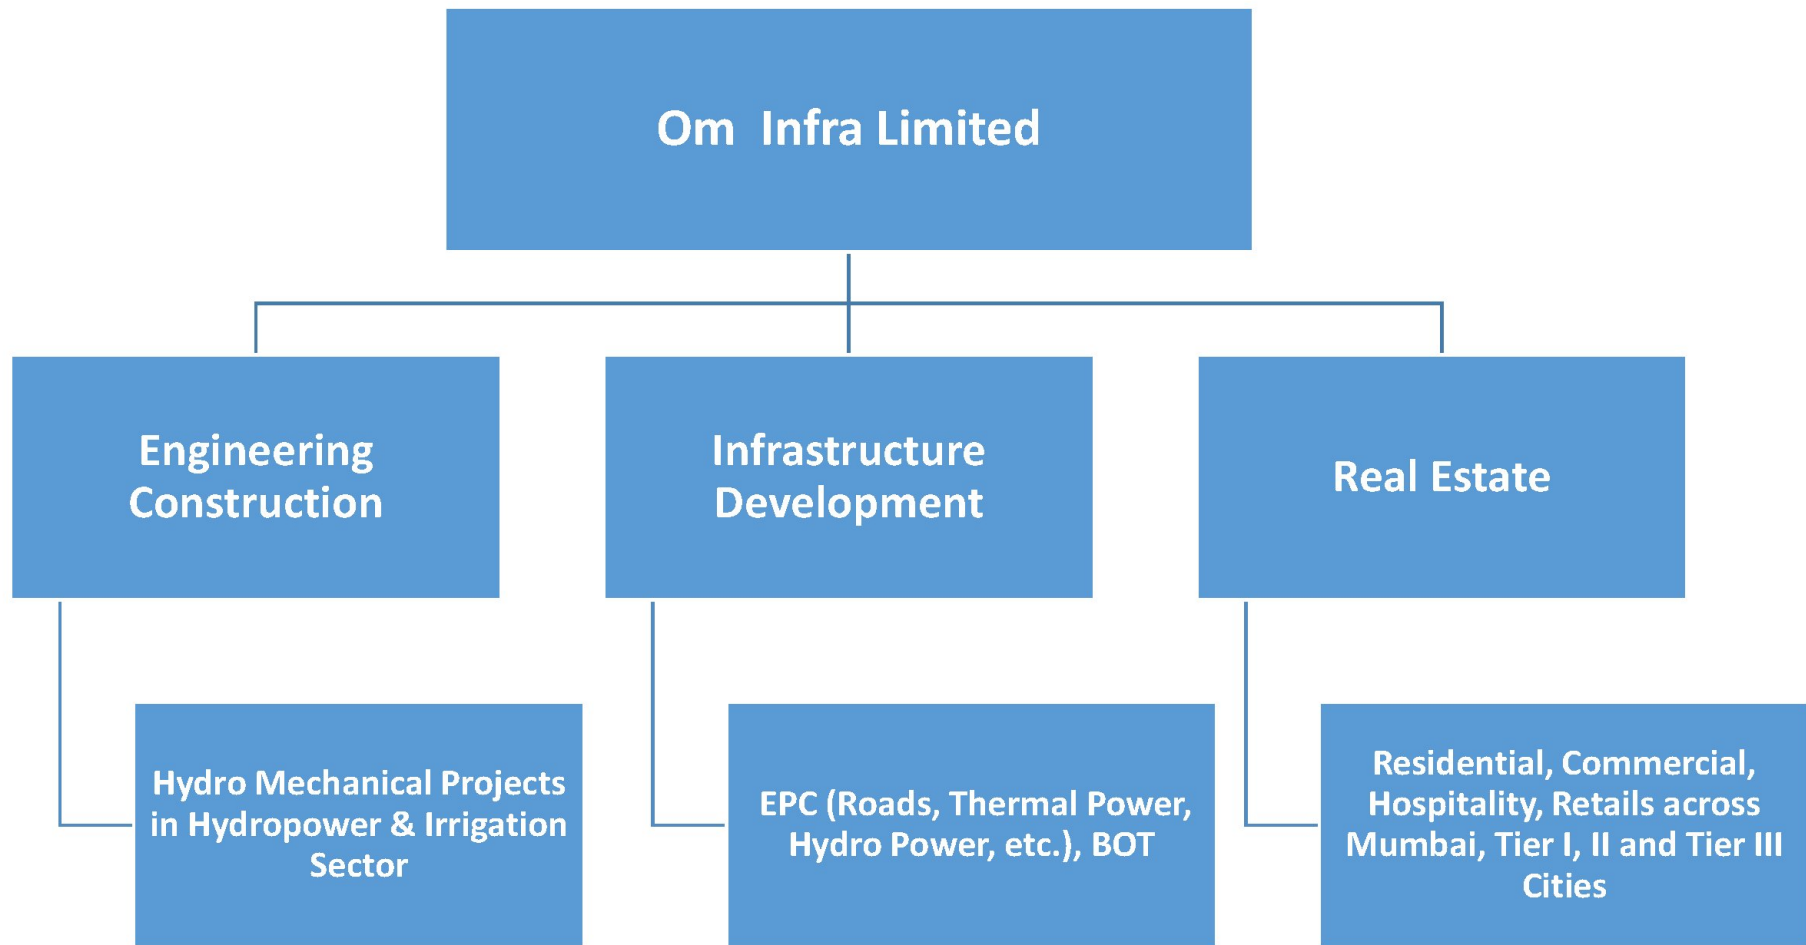 Om  Infra Limited
Engineering
Construction
Infrastructure
Development
Real Estate
Hydro Mechanical Projects
in Hydropower & Irrigation
Sector
EPC (Roads, Thermal Power,
Hydro Power, etc.), BOT
Residential, Commercial,
Hospitality, Retails across
Mumbai, Tier I, II and Tier III
Cities